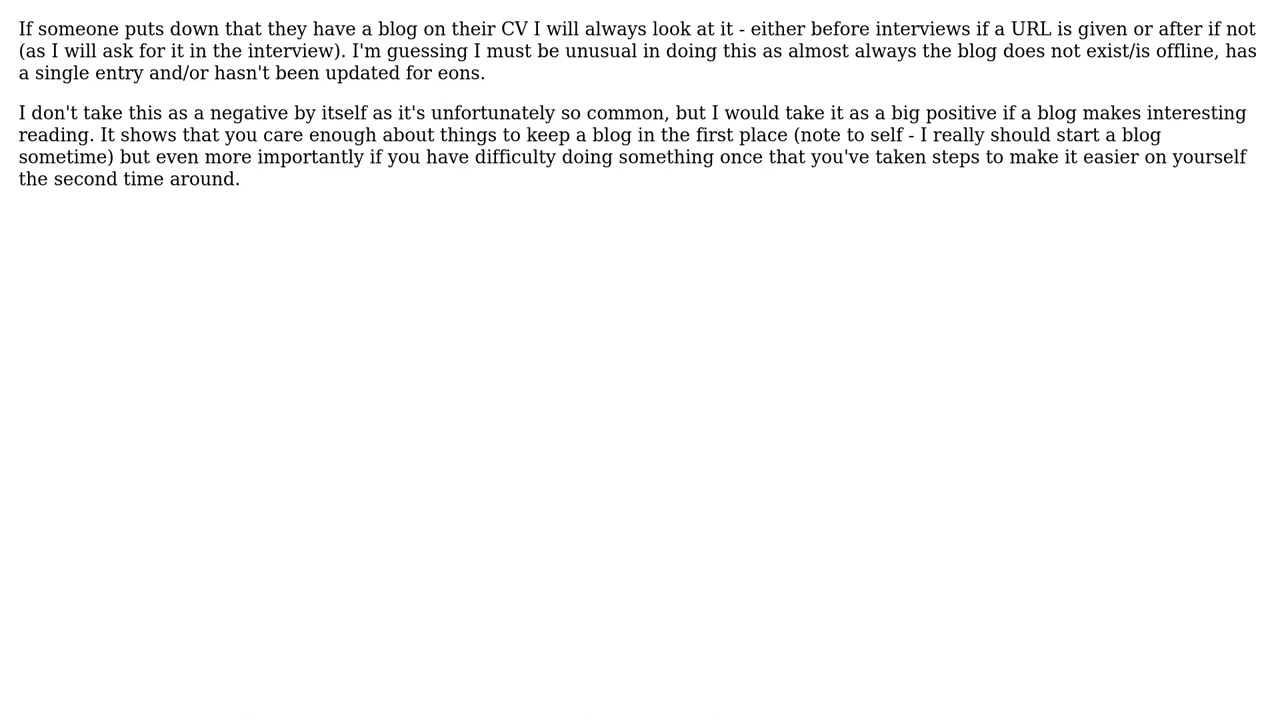 If someone puts down that they have a blog on their CV I will always look at it - either before interviews if a URL is given or after if not
(as I will ask for it in the interview). I'm guessing I must be unusual in doing this as almost always the blog does not exist/is offline, has
a single entry and/or hasn't been updated for eons.
I don't take this as a negative by itself as it's unfortunately so common, but I would take it as a big positive if a blog makes interesting
reading. It shows that you care enough about things to keep a blog in the first place (note to self - I really should start a blog
sometime) but even more importantly if you have difficulty doing something once that you've taken steps to make it easier on yourself
the second time around.